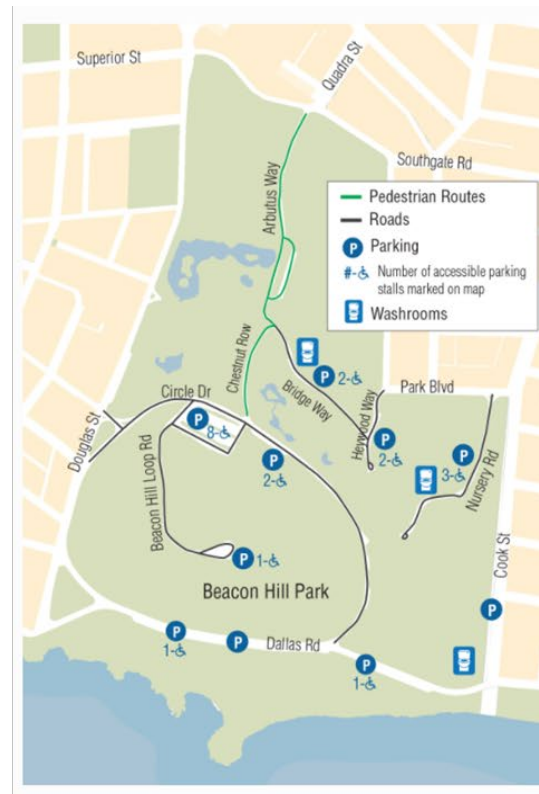 Superior St
Quadra St
Southgate Rd
Arbutus Way
Pedestrian Routes
Roads
P Parking
#- Number of accessible parking
stalls marked on map
Washrooms
Chestnut Row
P 2-
Bridge Way
Park Blvd
Circle Dr
Heywood Way
Douglas St
P 8-
P 2-
P 2-
P 3-
Nursery Rd
Beacon Hill Loop Rd
Cook St
P 1-
Beacon Hill Park
P
P 1-
P
Dallas Rd
P 1-